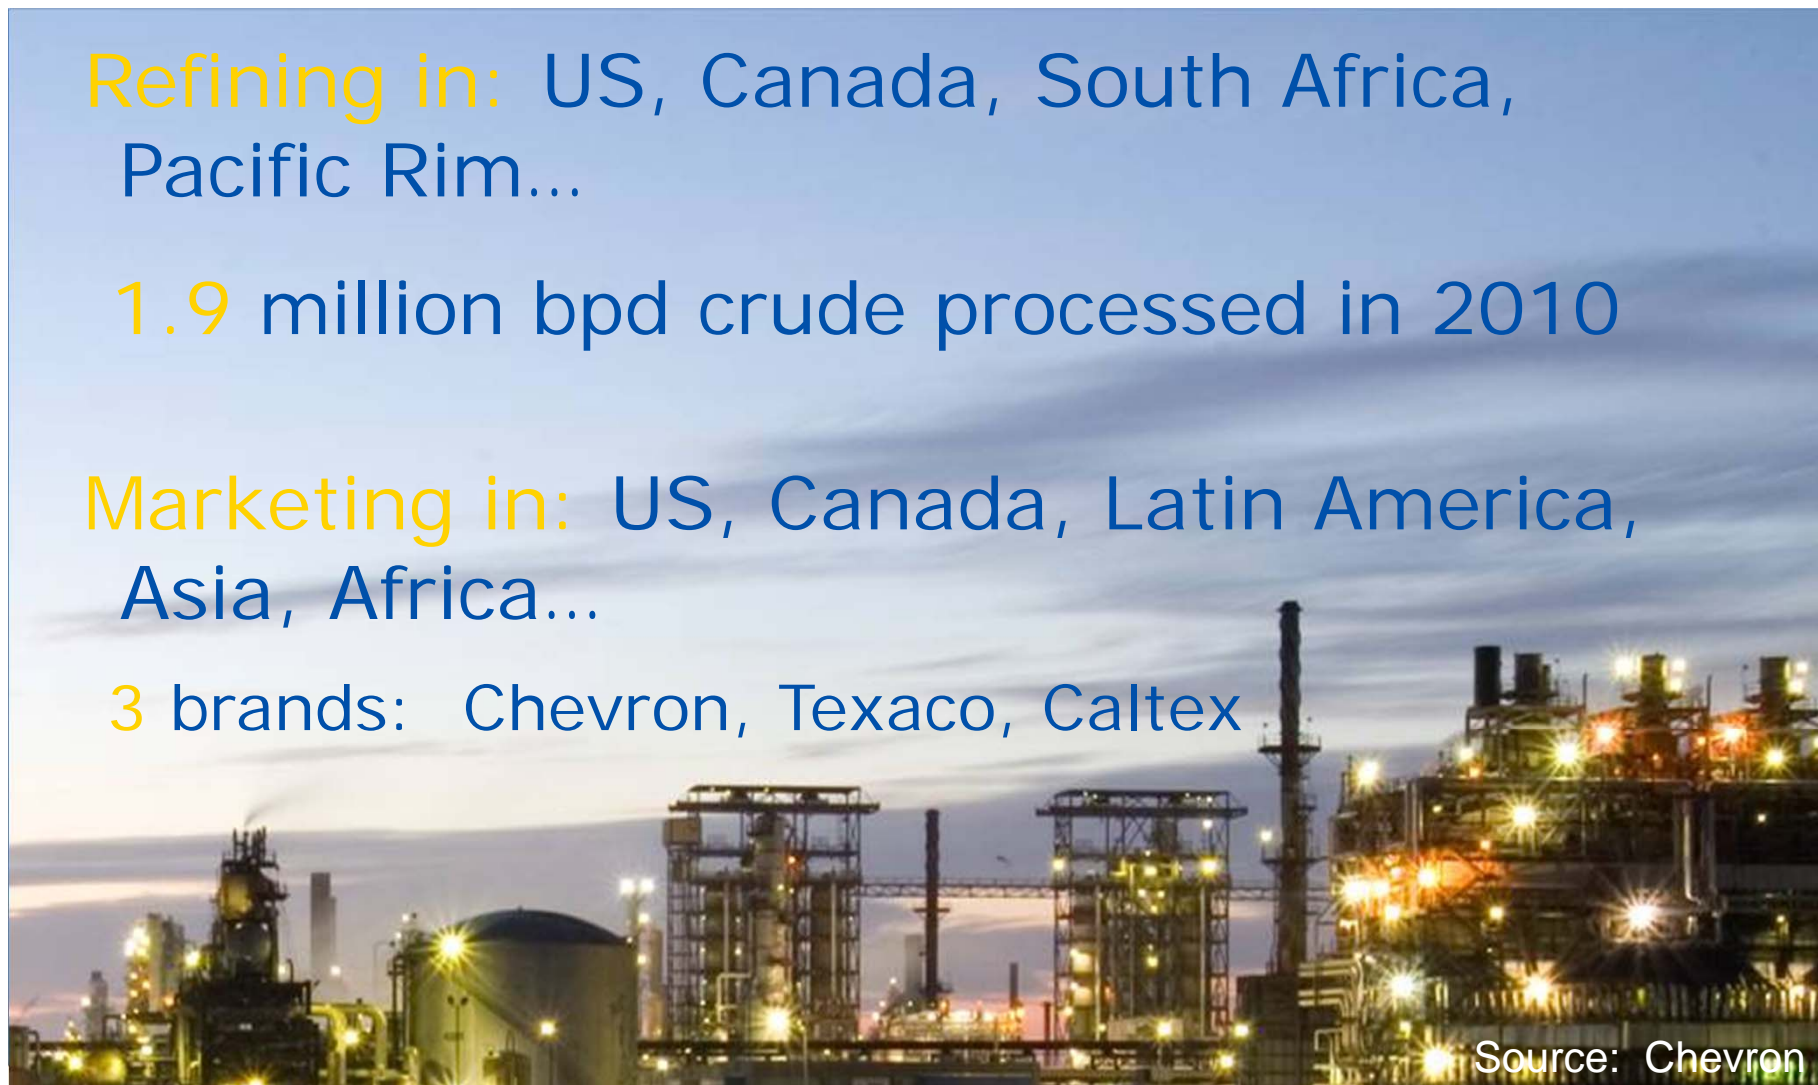 Refining in: US, Canada, South Africa,
Pacific Rim...
1.9 million bpd crude processed in 2010
Marketing in: US, Canada, Latin America,
Asia, Africa...
3 brands: Chevron, Texaco, Caltex
Source: Chevron